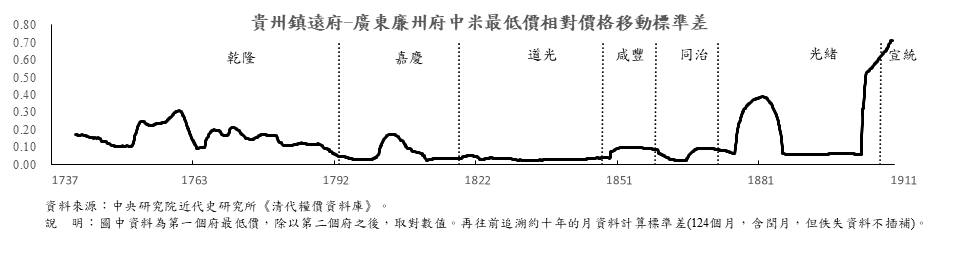 貴州鎮遠府-廣東廉州府中米最低價相對價格移動標準差
0.80
0.70
0.60
0.50
0.40
0.30
0.20
0.10
0.00
乾隆 嘉慶 道光 咸豐 同治 光緒 宣統
1737 1763 1792 1822 1851 1881 1911
資料來源：中央研究院近代史研究所《清代糧價資料庫》。
說 明：圖中資料為第一個府最低價，除以第二個府之後，取對數值。再往前追溯約十年的月資料計算標準差(124個月，含閏月，但佚失資料不插補)。